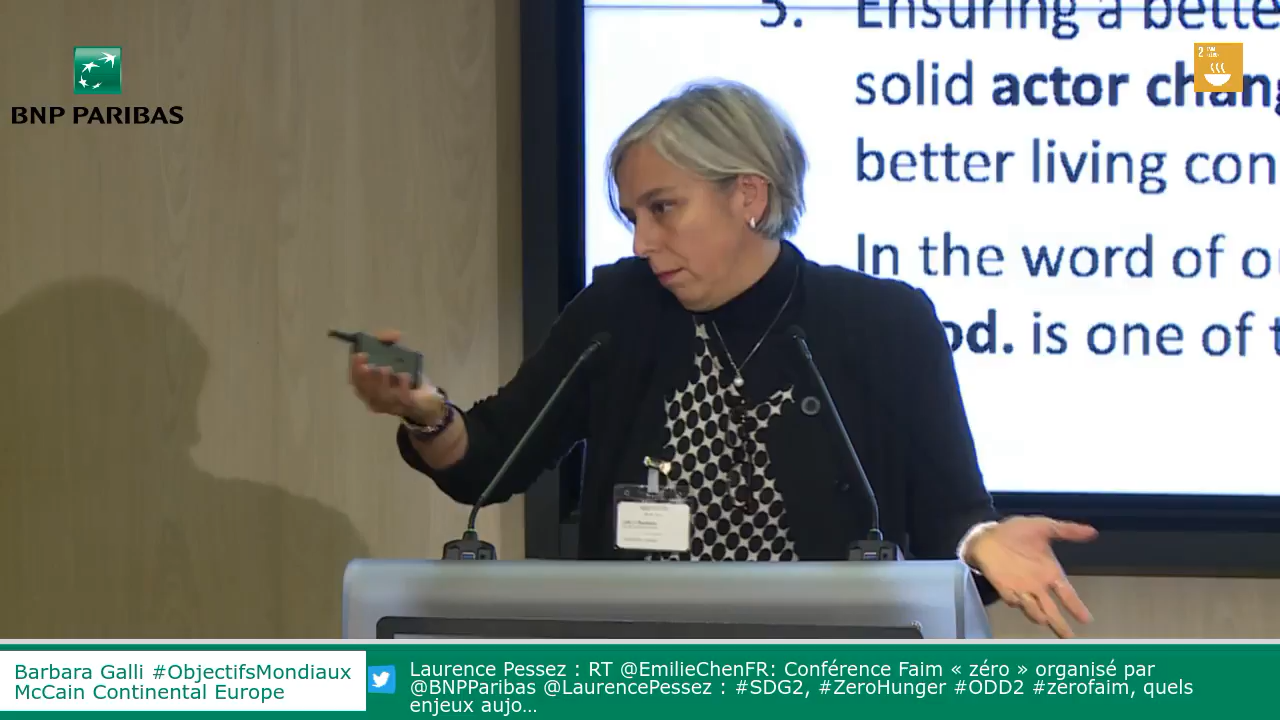 BNP PARIBAS
5. Ensuring a bette
solid actor chang
better living con
In the word of o
od. is one of t
2
Barbara Galli #ObjectifsMondiaux
McCain Continental Europe
Laurence Pessez : RT @EmilieChenFR: Conférence Faim « zéro » organisé par
@BNPParibas @LaurencePessez : #SDG2, #ZeroHunger #ODD2 #zerofaim, quels
enjeux aujo...